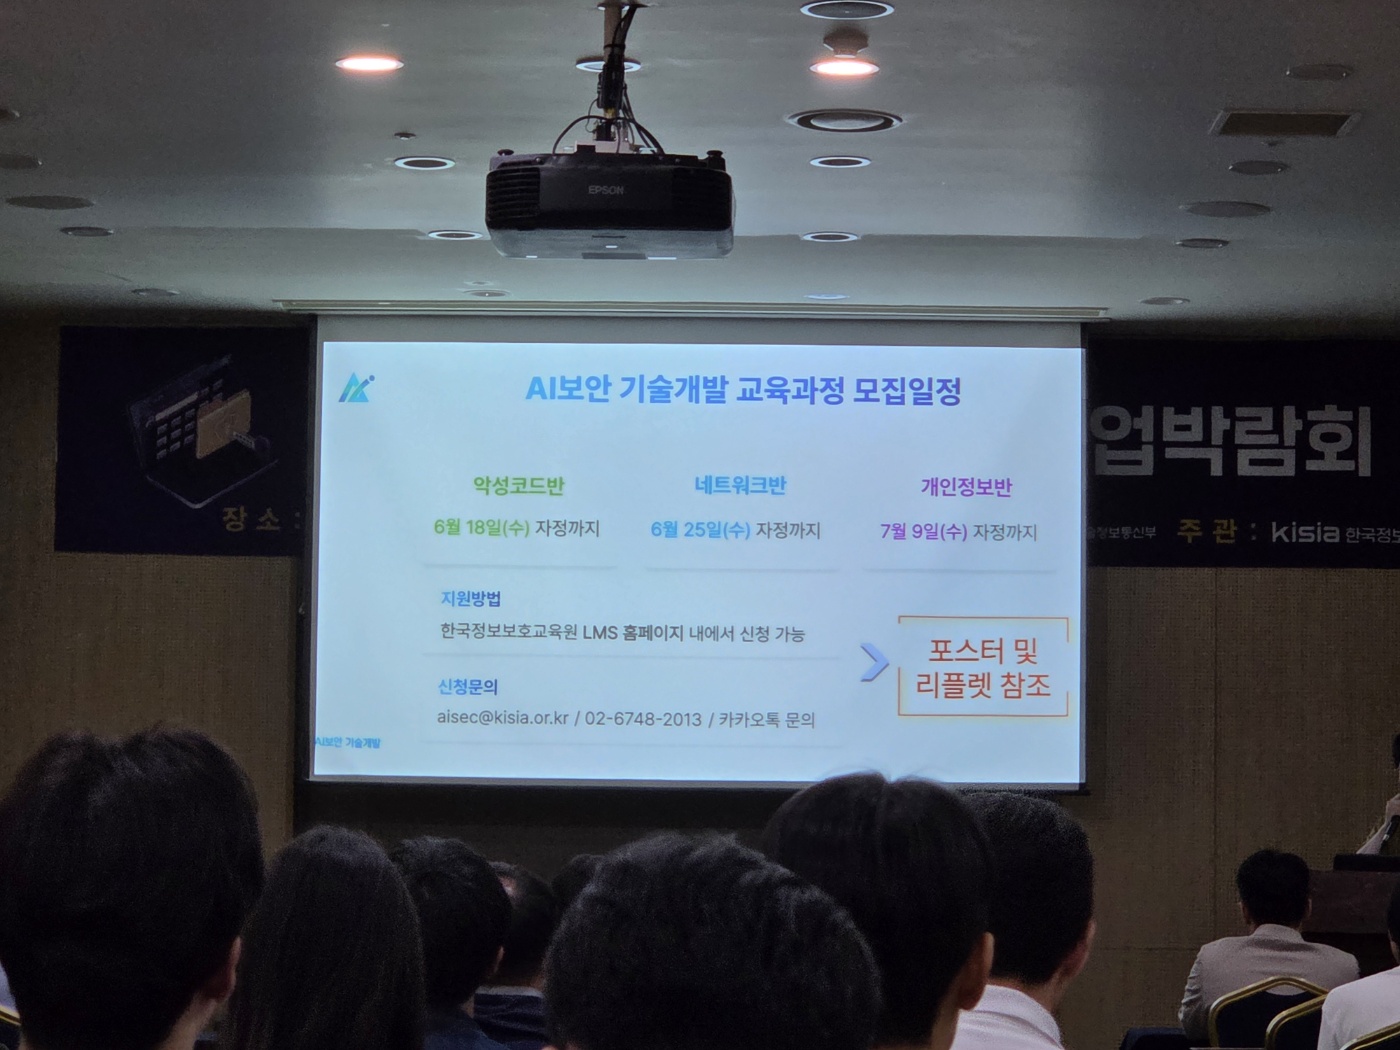 EPSON
AI보안 기술개발 교육과정 모집일정
악성코드반
6월 18일(수) 자정까지
네트워크반
6월 25일(수) 자정까지
개인정보반
7월 9일(수) 자정까지
지원방법
한국정보보호교육원 LMS 홈페이지 내에서 신청 가능
신청문의
aisec@kisia.or.kr / 02-6748-2013 / 카카오톡 문의
포스터 및
리플렛 참조
AI보안 기술개발
장 소 :
업박람회
술정보통신부 주 관 : kisia 한국정보